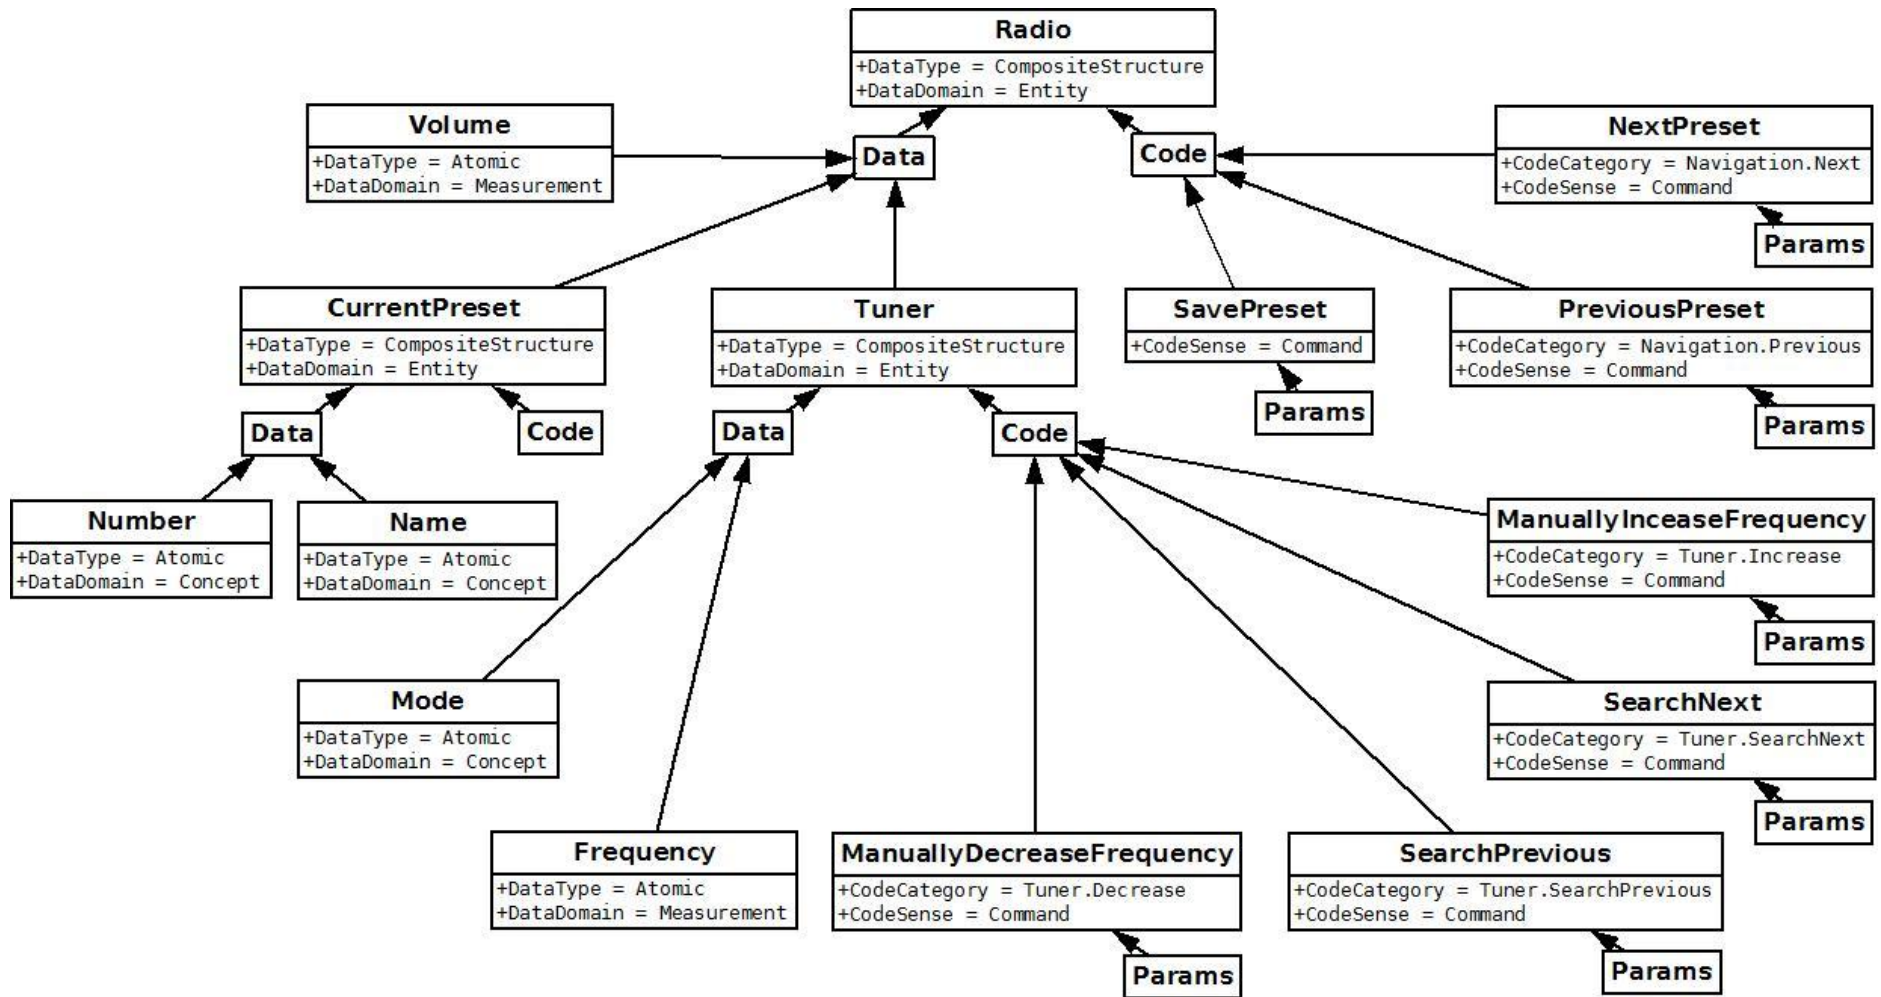 Radio
+DataType = CompositeStructure
+DataDomain = Entity
Volume
+DataType = Atomic
+DataDomain = Measurement
Data
Code
NextPreset
+CodeCategory = Navigation.Next
+CodeSense = Command
Params
CurrentPreset
+DataType = CompositeStructure
+DataDomain = Entity
Tuner
+DataType = CompositeStructure
+DataDomain = Entity
SavePreset
+CodeSense = Command
Params
PreviousPreset
+CodeCategory = Navigation.Previous
+CodeSense = Command
Params
Data
Code
Data
Code
Number
+DataType = Atomic
+DataDomain = Concept
Name
+DataType = Atomic
+DataDomain = Concept
ManuallyInceaseFrequency
+CodeCategory = Tuner.Increase
+CodeSense = Command
Params
Mode
+DataType = Atomic
+DataDomain = Concept
SearchNext
+CodeCategory = Tuner.SearchNext
+CodeSense = Command
Params
Frequency
+DataType = Atomic
+DataDomain = Measurement
ManuallyDecreaseFrequency
+CodeCategory = Tuner.Decrease
+CodeSense = Command
Params
SearchPrevious
+CodeCategory = Tuner.SearchPrevious
+CodeSense = Command
Params